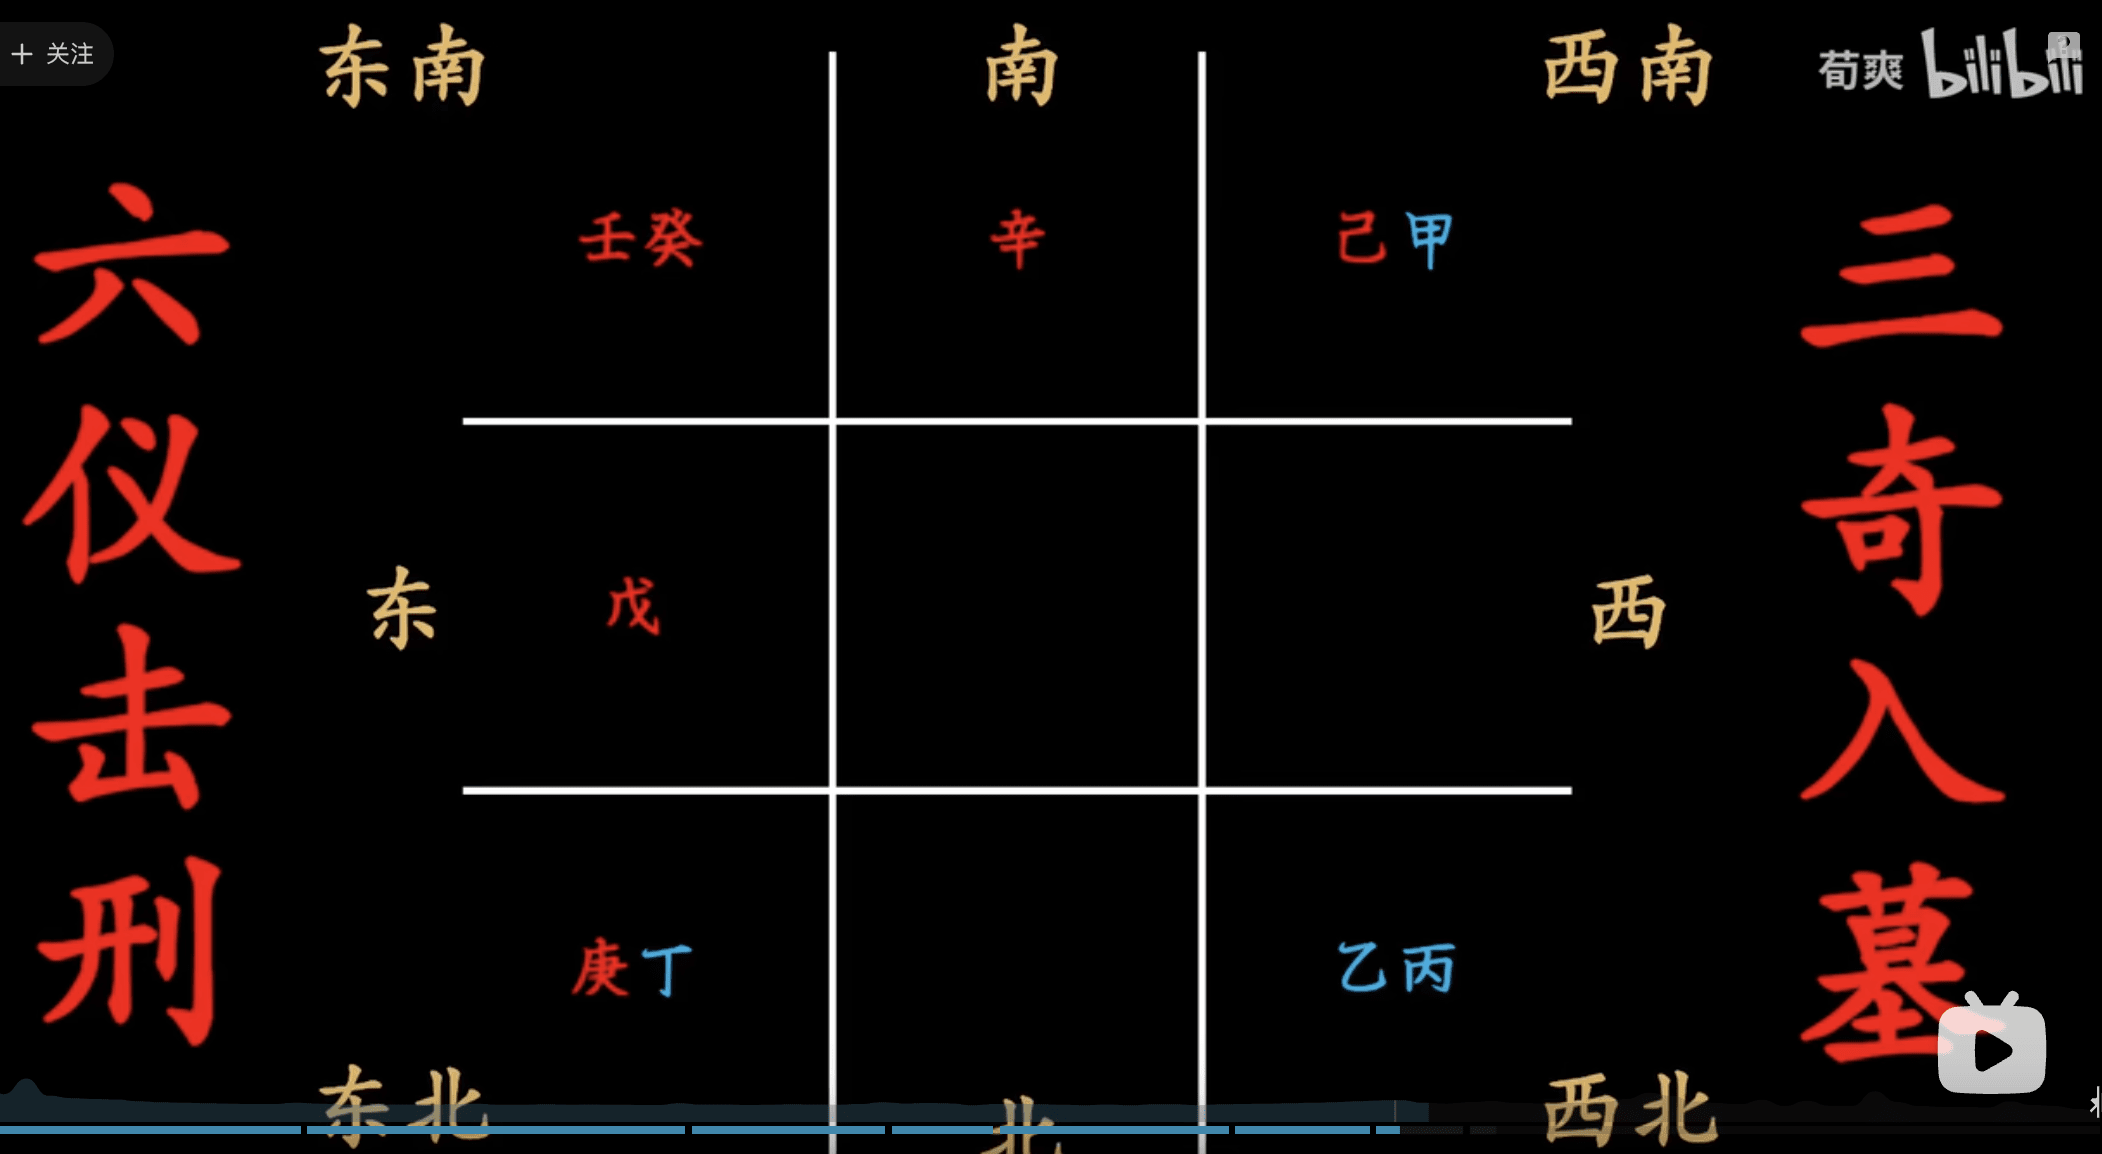 关注
东南 南 西南
荀爽 bilibili
六仪击刑
三奇入墓
壬癸 辛 己甲
东 戊 西
庚丁 乙丙
东北 北 西北